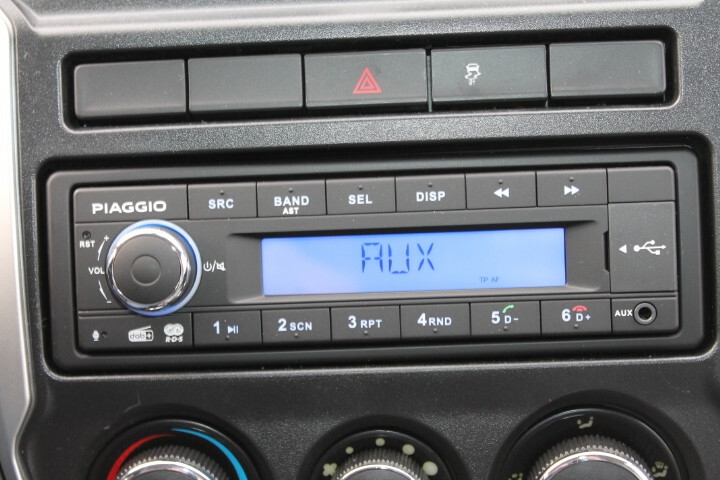 PIAGGIO SRC BAND AST SEL DISP
RST
VOL
AUX
TP AF
1 2 SCN 3 RPT 4 RND 5 D- 6 D+ AUX
dab+ R·D·S